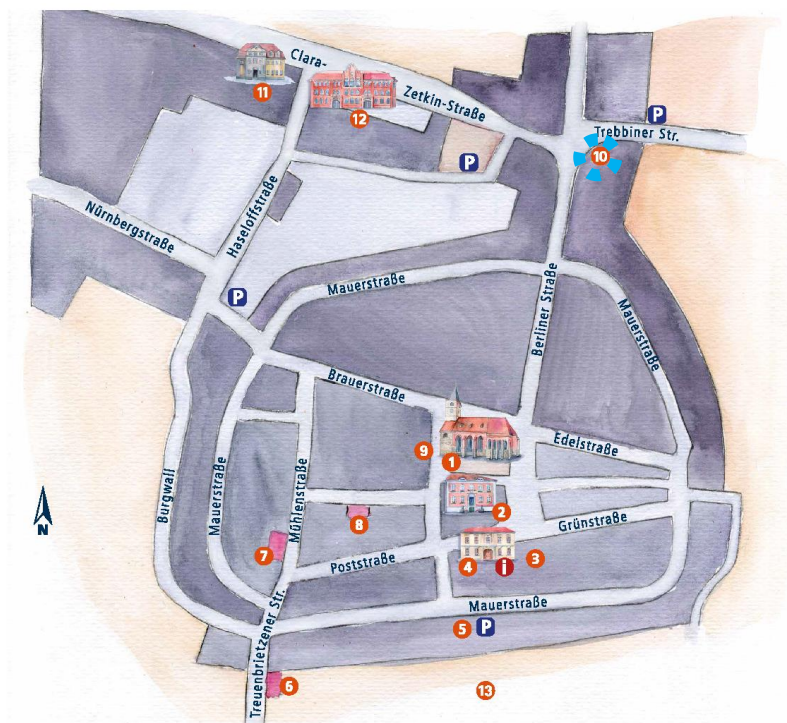 Clara-
Zetkin-Straße
11
12
P
Trebbiner Str.
10
P
Nürnbergstraße
Haseloffstraße
P
Mauerstraße
Berliner Straße
Mauerstraße
Brauerstraße
Edelstraße
9
1
Burgwall
Mauerstraße
Mühlenstraße
2
8
Grünstraße
7
Poststraße
4
i
3
N
Mauerstraße
5
P
Treuenbrietzener Str.
6
13